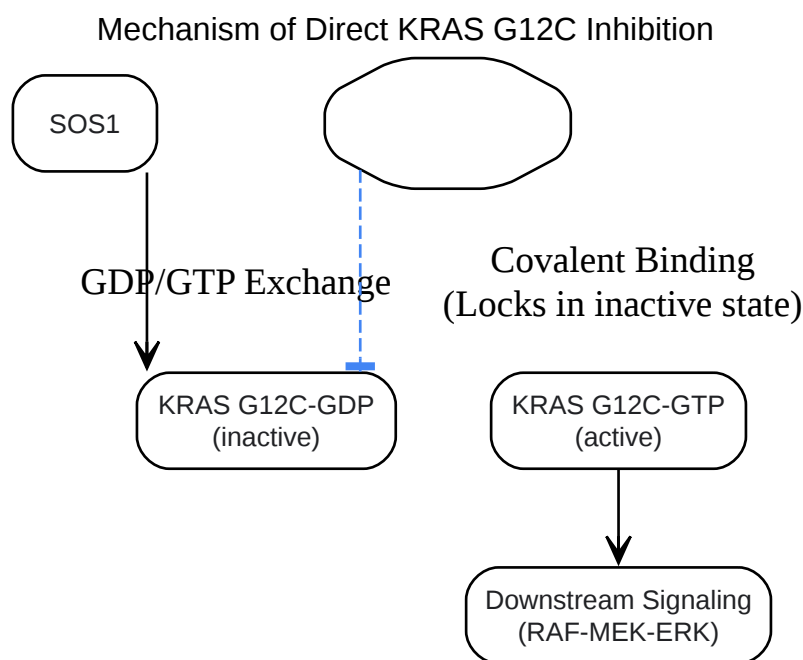 Mechanism of Direct KRAS G12C Inhibition
SOS1
GDP/GTP Exchange
Covalent Binding
(Locks in inactive state)
KRAS G12C-GDP
(inactive)
KRAS G12C-GTP
(active)
Downstream Signaling
(RAF-MEK-ERK)